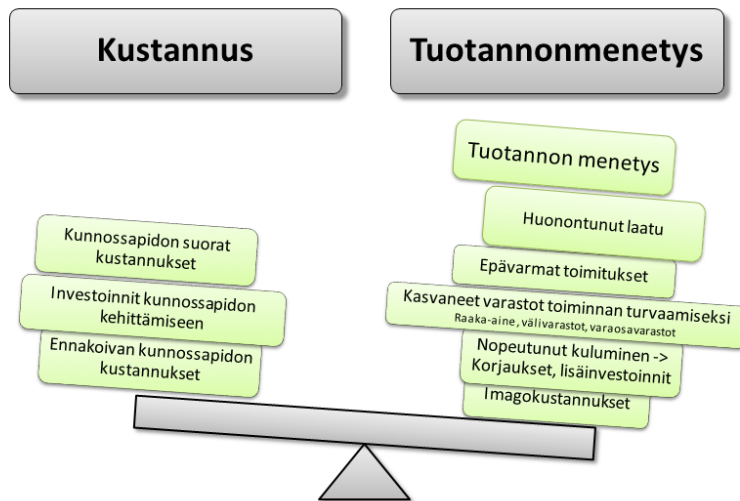 Kustannus
Tuotannonmenetys
Kunnossapidon suorat
kustannukset
Investoinnit kunnossapidon
kehittämiseen
Ennakoivan kunnossapidon
kustannukset
Tuotannon menetys
Huonontunut laatu
Epävarmat toimitukset
Kasvaneet varastot toiminnan turvaamiseksi
Raaka-aine, välivarastot, varaosavarastot
Nopeutunut kuluminen ->
Korjaukset, lisäinvestoinnit
Imagokustannukset